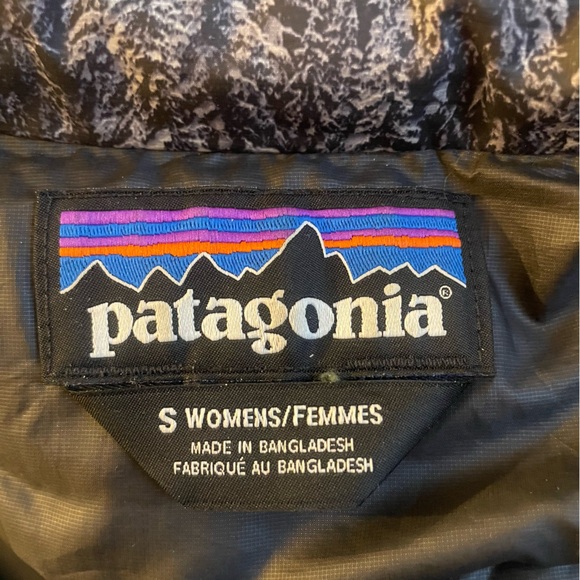 patagonia®
S WOMENS/FEMMES
MADE IN BANGLADESH
FABRIQUÉ AU BANGLADESH